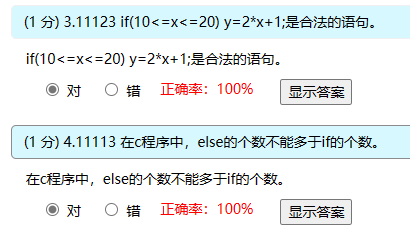 (1 分) 3.11123 if(10<=x<=20) y=2*x+1;是合法的语句。
if(10<=x<=20) y=2*x+1;是合法的语句。
对 错 正确率：100% 显示答案
(1 分) 4.11113 在c程序中，else的个数不能多于if的个数。
在c程序中，else的个数不能多于if的个数。
对 错 正确率：100% 显示答案